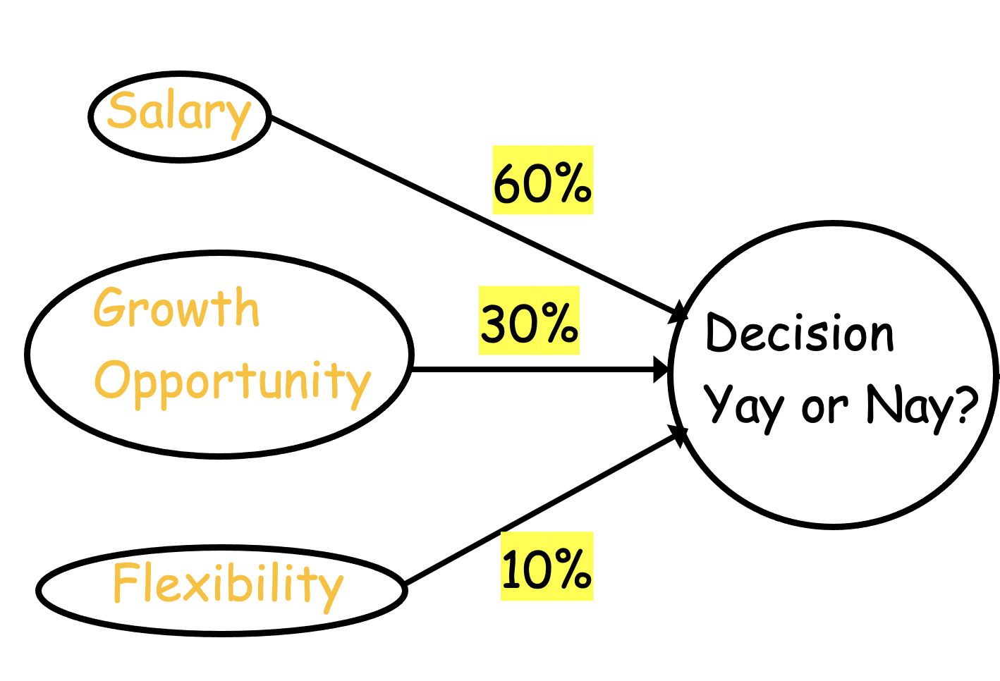 Salary
60%
Growth
Opportunity
30%
Decision
Yay or Nay?
Flexibility
10%